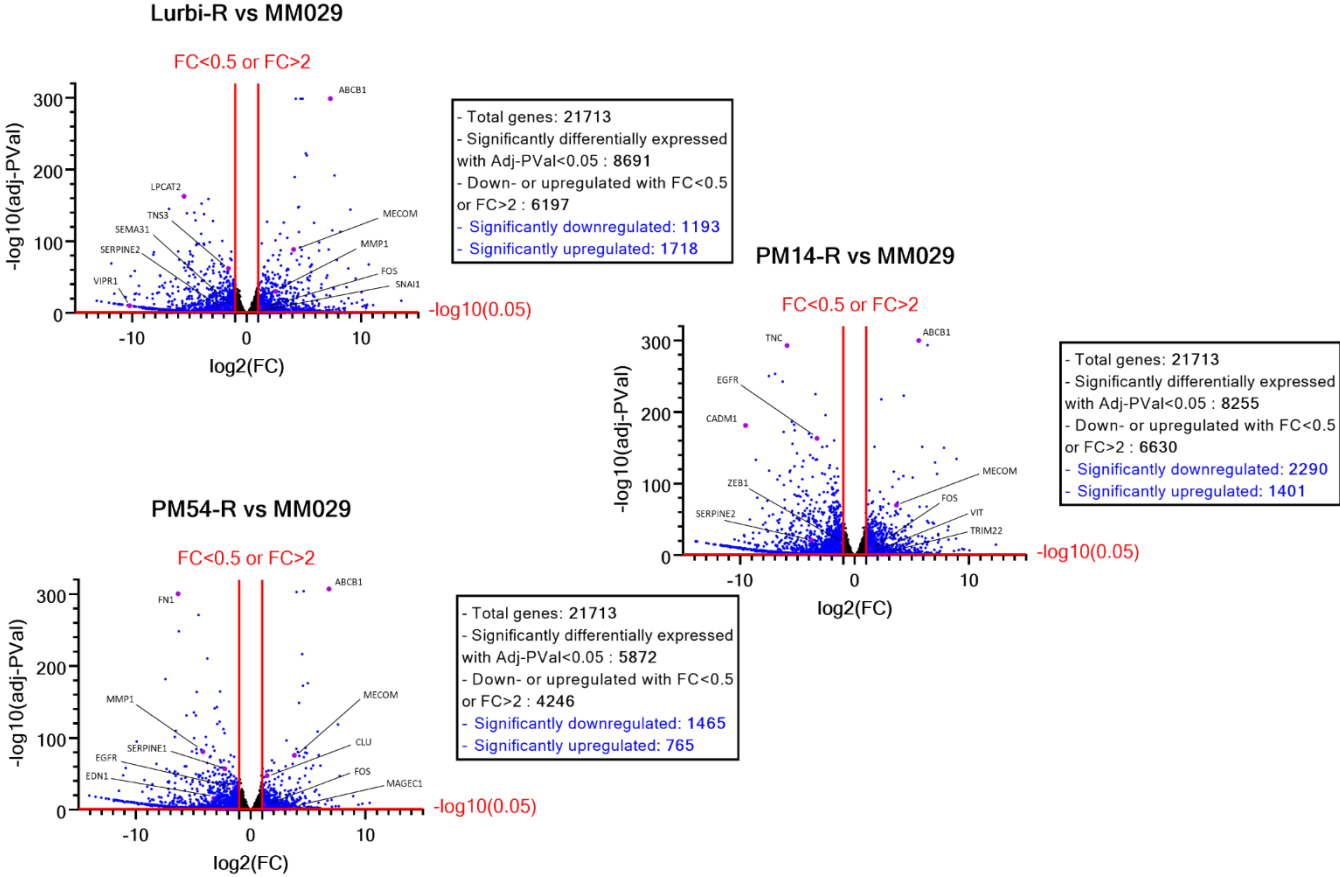 Lurbi-R vs MM029
FC<0.5 or FC>2
-log10(adj-PVal)
300
200
100
0
ABCB1
LPCAT2
TNS3
SEMA31
SERPINE2
VIPR1
MECOM
MMP1
FOS
SNAI1
-log10(0.05)
-10
0
10
log2(FC)
- Total genes: 21713
- Significantly differentially expressed
with Adj-PVal<0.05 : 8691
- Down- or upregulated with FC<0.5
or FC>2 : 6197
- Significantly downregulated: 1193
- Significantly upregulated: 1718
PM14-R vs MM029
FC<0.5 or FC>2
-log10(adj-PVal)
300
200
100
0
TNC
ABCB1
EGFR
CADM1
ZEB1
SERPINE2
MECOM
FOS
VIT
TRIM22
-log10(0.05)
-10
0
10
log2(FC)
- Total genes: 21713
- Significantly differentially expressed
with Adj-PVal<0.05 : 8255
- Down- or upregulated with FC<0.5
or FC>2 : 6630
- Significantly downregulated: 2290
- Significantly upregulated: 1401
PM54-R vs MM029
FC<0.5 or FC>2
-log10(adj-PVal)
300
200
100
0
FN1
ABCB1
MMP1
SERPINE1
EGFR
EDN1
MECOM
CLU
FOS
MAGEC1
-log10(0.05)
-10
0
10
log2(FC)
- Total genes: 21713
- Significantly differentially expressed
with Adj-PVal<0.05 : 5872
- Down- or upregulated with FC<0.5
or FC>2 : 4246
- Significantly downregulated: 1465
- Significantly upregulated: 765